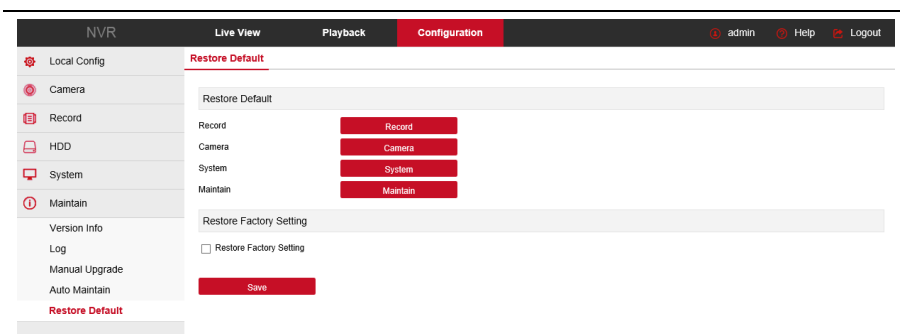 NVR Live View Playback Configuration admin Help Logout
Local Config
Camera
Record
HDD
System
Maintain
Version Info
Log
Manual Upgrade
Auto Maintain
Restore Default
Restore Default
Restore Default
Record Record
Camera Camera
System System
Maintain Maintain
Restore Factory Setting
Restore Factory Setting
Save